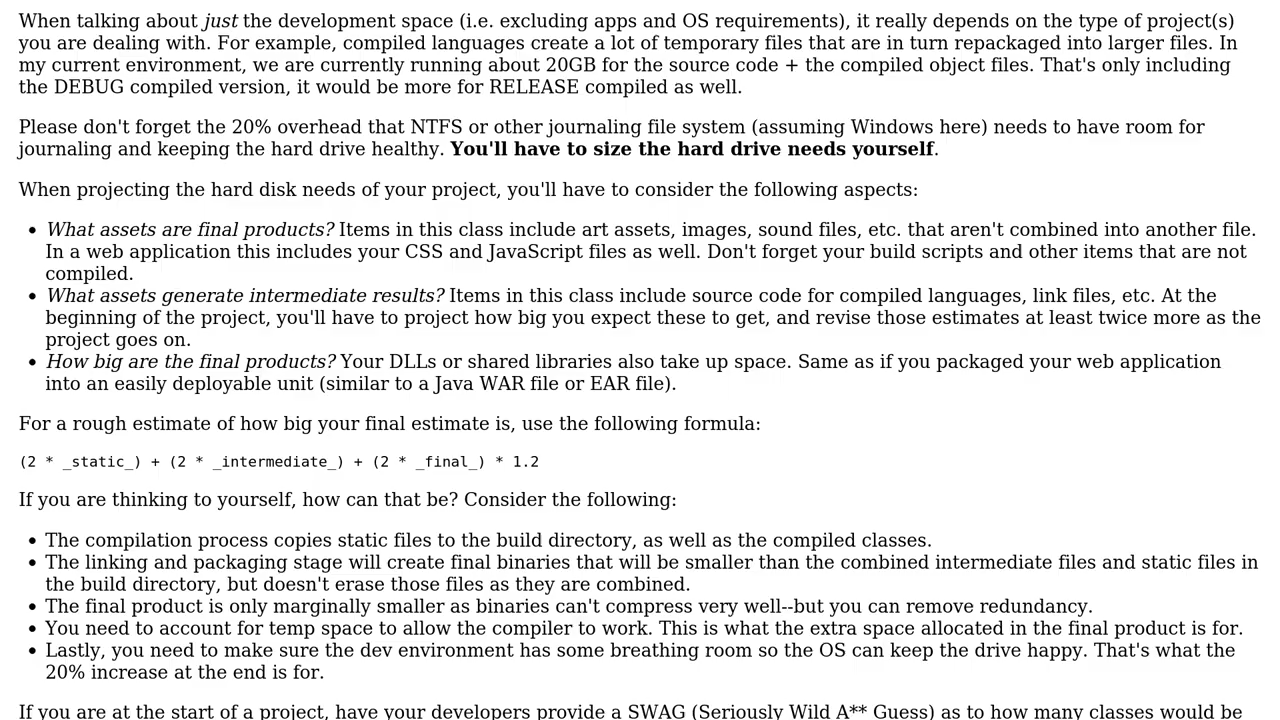 When talking about just the development space (i.e. excluding apps and OS requirements), it really depends on the type of project(s)
you are dealing with. For example, compiled languages create a lot of temporary files that are in turn repackaged into larger files. In
my current environment, we are currently running about 20GB for the source code + the compiled object files. That's only including
the DEBUG compiled version, it would be more for RELEASE compiled as well.
Please don't forget the 20% overhead that NTFS or other journaling file system (assuming Windows here) needs to have room for
journaling and keeping the hard drive healthy. You'll have to size the hard drive needs yourself.
When projecting the hard disk needs of your project, you'll have to consider the following aspects:
• What assets are final products? Items in this class include art assets, images, sound files, etc. that aren't combined into another file.
In a web application this includes your CSS and JavaScript files as well. Don't forget your build scripts and other items that are not
compiled.
• What assets generate intermediate results? Items in this class include source code for compiled languages, link files, etc. At the
beginning of the project, you'll have to project how big you expect these to get, and revise those estimates at least twice more as the
project goes on.
• How big are the final products? Your DLLs or shared libraries also take up space. Same as if you packaged your web application
into an easily deployable unit (similar to a Java WAR file or EAR file).
For a rough estimate of how big your final estimate is, use the following formula:
(2 * _static_) + (2 * _intermediate_) + (2 * _final_) * 1.2
If you are thinking to yourself, how can that be? Consider the following:
• The compilation process copies static files to the build directory, as well as the compiled classes.
• The linking and packaging stage will create final binaries that will be smaller than the combined intermediate files and static files in
the build directory, but doesn't erase those files as they are combined.
• The final product is only marginally smaller as binaries can't compress very well--but you can remove redundancy.
• You need to account for temp space to allow the compiler to work. This is what the extra space allocated in the final product is for.
• Lastly, you need to make sure the dev environment has some breathing room so the OS can keep the drive happy. That's what the
20% increase at the end is for.
If you are at the start of a project, have your developers provide a SWAG (Seriously Wild A** Guess) as to how many classes would be